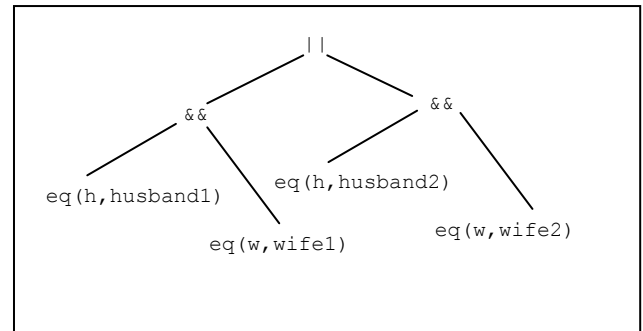 ||
&&
&&
eq(h,husband1)
eq(w,wife1)
eq(h,husband2)
eq(w,wife2)